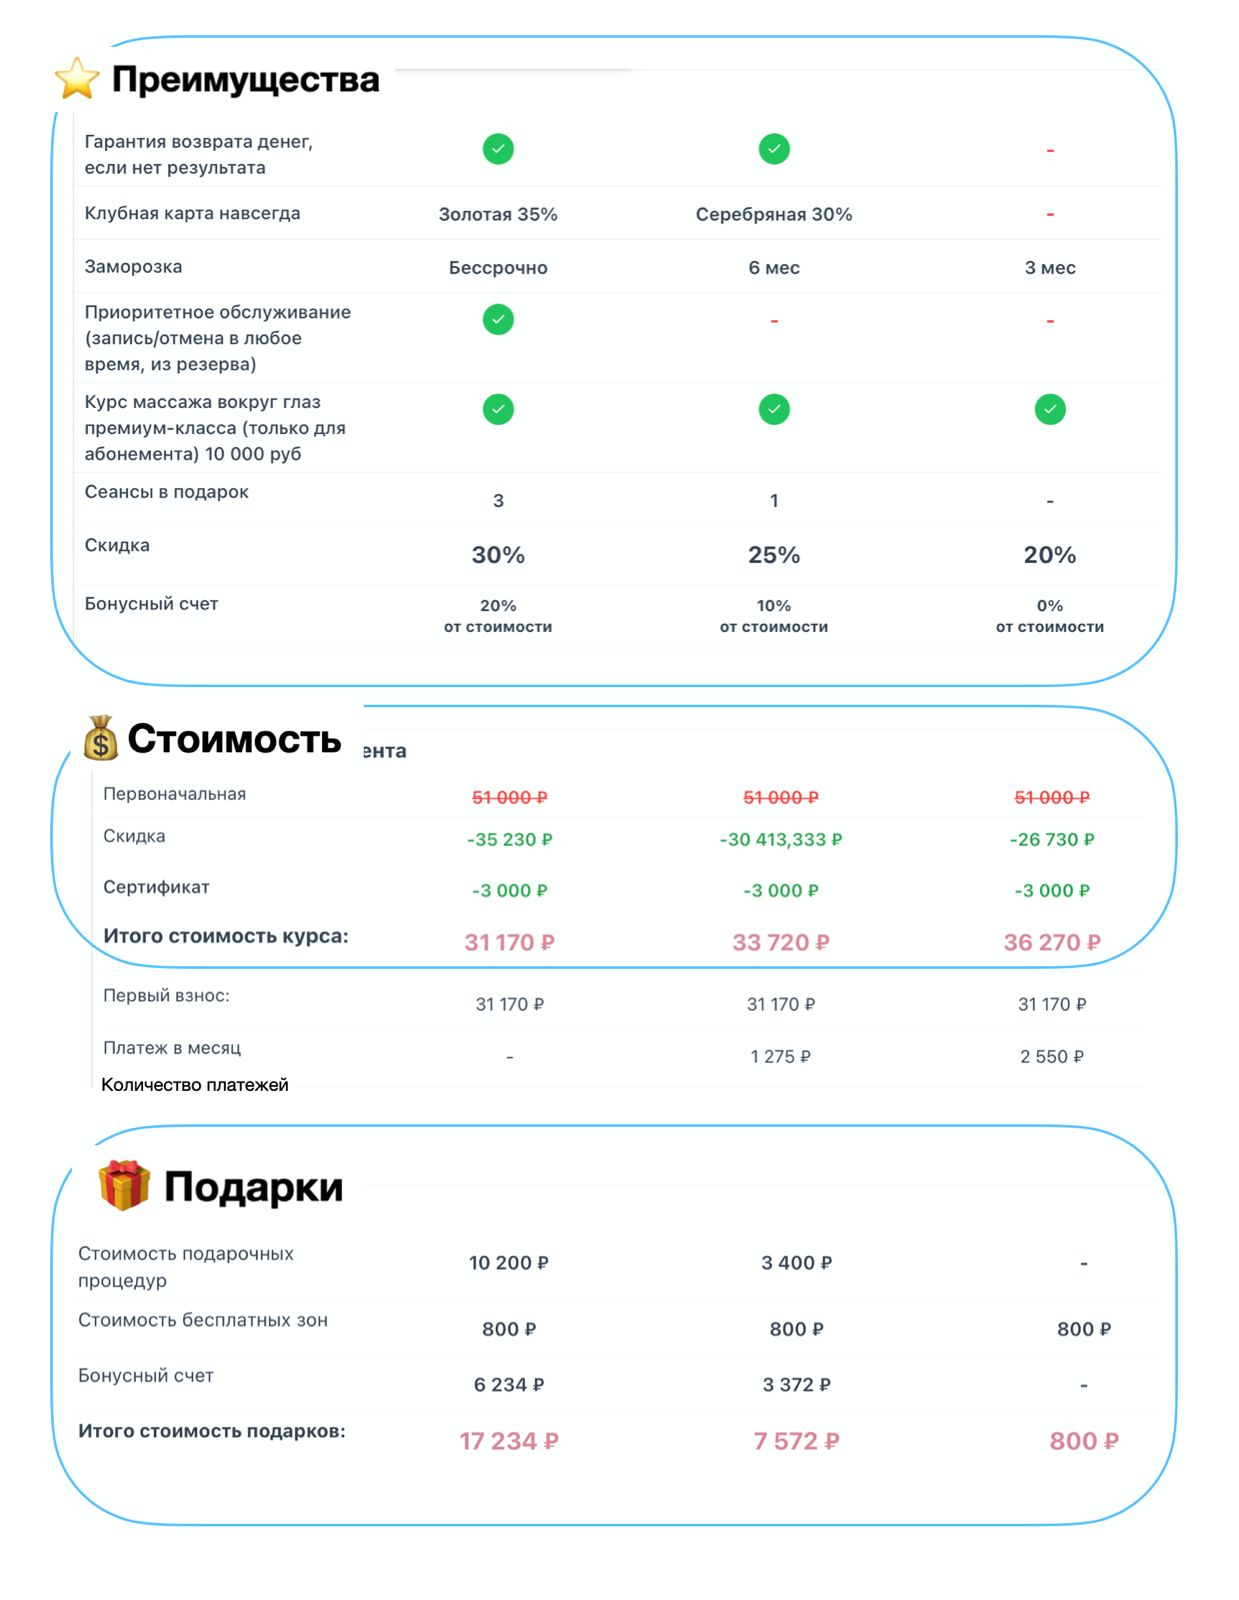 ⭐ Преимущества
Гарантия возврата денег,
если нет результата
-
Клубная карта навсегда
Золотая 35%
Серебряная 30%
-
Заморозка
Бессрочно
6 мес
3 мес
Приоритетное обслуживание
(запись/отмена в любое
время, из резерва)
-
-
Курс массажа вокруг глаз
премиум-класса (только для
абонемента) 10 000 руб
Сеансы в подарок
3
1
-
Скидка
30%
25%
20%
Бонусный счет
20%
от стоимости
10%
от стоимости
0%
от стоимости
💰 Стоимость
ента
Первоначальная
51 000 ₽
51 000 ₽
51 000 ₽
Скидка
-35 230 ₽
-30 413,333 ₽
-26 730 ₽
Сертификат
-3 000 ₽
-3 000 ₽
-3 000 ₽
Итого стоимость курса:
31 170 ₽
33 720 ₽
36 270 ₽
Первый взнос:
31 170 ₽
31 170 ₽
31 170 ₽
Платеж в месяц
-
1 275 ₽
2 550 ₽
Количество платежей
🎁 Подарки
Стоимость подарочных
процедур
10 200 ₽
3 400 ₽
-
Стоимость бесплатных зон
800 ₽
800 ₽
800 ₽
Бонусный счет
6 234 ₽
3 372 ₽
-
Итого стоимость подарков:
17 234 ₽
7 572 ₽
800 ₽